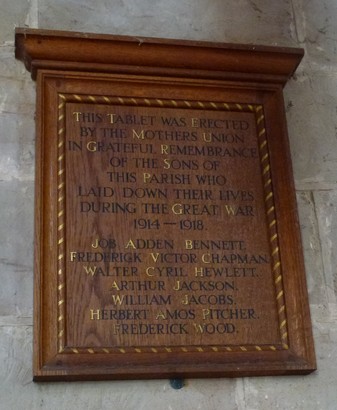 THIS TABLET WAS ERECTED
BY THE MOTHERS UNION
IN GRATEFUL REMEMBRANCE
OF THE SONS OF
THIS PARISH WHO
LAID DOWN THEIR LIVES
DURING THE GREAT WAR
1914 — 1918.
JOB ADDEN BENNETT.
FREDERICK VICTOR CHAPMAN.
WALTER CYRIL HEWLETT.
ARTHUR JACKSON.
WILLIAM JACOBS.
HERBERT AMOS PITCHER.
FREDERICK WOOD.